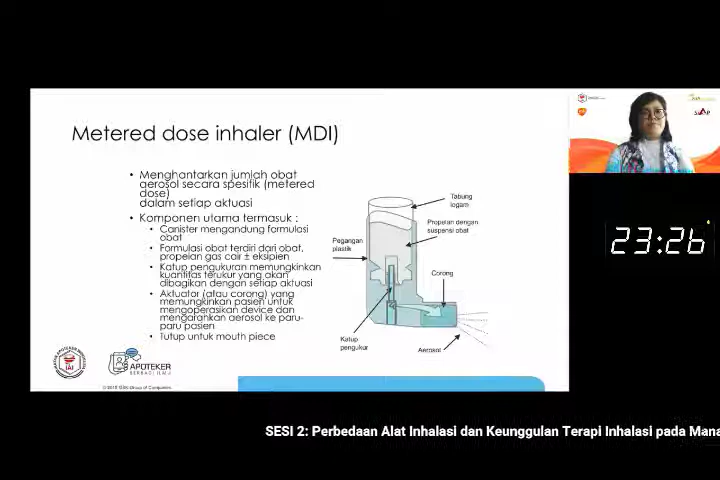 Metered dose inhaler (MDI)
• Menghantarkan jumlah obat
aerosol secara spesifik (metered
dose)
dalam setiap aktuasi
• Komponen utama termasuk :
• Canister mengandung formulasi
obat
• Formulasi obat terdiri dari obat,
propelan gas cair ± eksipien
• Katup pengukuran memungkinkan
kuantitas terukur yang akan
dibagikan dengan setiap aktuasi
• Aktuator (atau corong) yang
memungkinkan pasien untuk
mengoperasikan device dan
mengarahkan aerosol ke paru-
paru pasien
• Tutup untuk mouth piece
Tabung
logam
Propelan dengan
suspensi obat
Pegangan
plastik
Corong
Katup
pengukur
Aerosol
IAI
APOTEKER
BERBAGI ILMU
23:26
SESI 2: Perbedaan Alat Inhalasi dan Keunggulan Terapi Inhalasi pada Mana